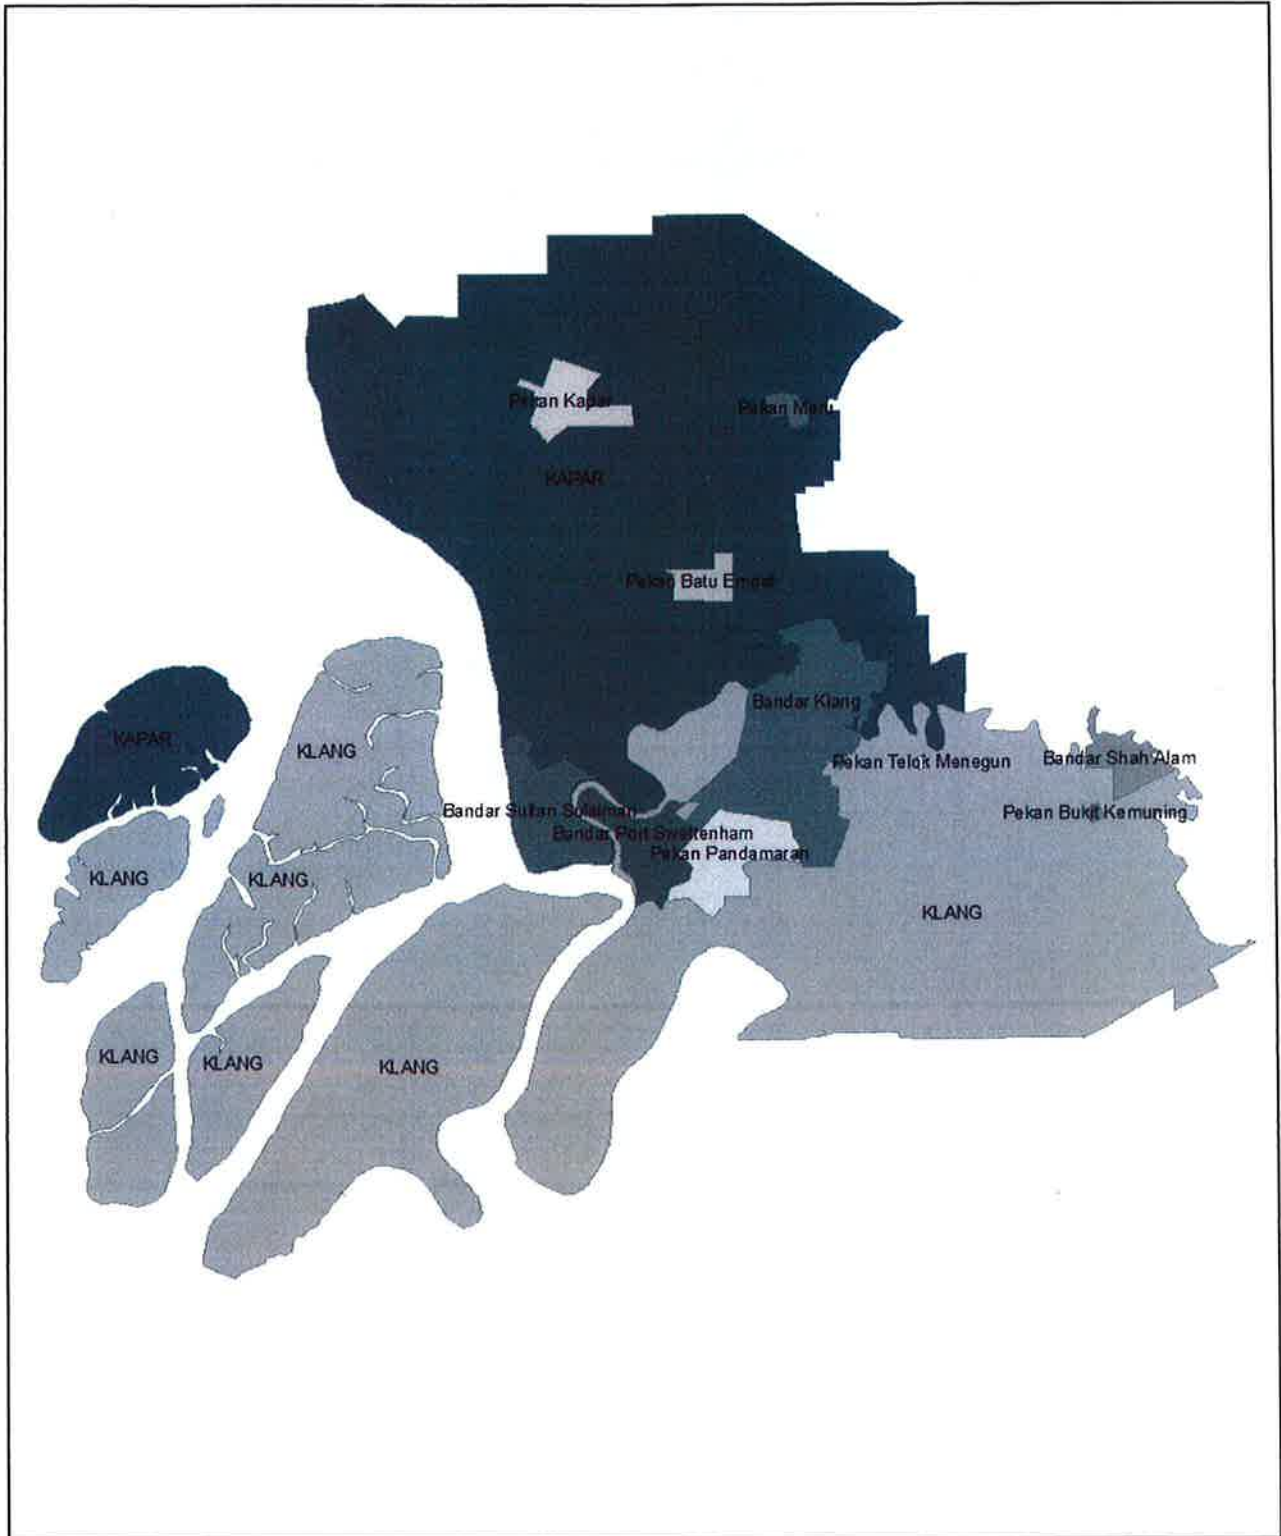 Pekan Kapar
Pekan Meru
KAPAR
Pekan Batu Empat
Bandar Klang
KAPAR
KLANG
Pekan Telok Menegun
Bandar Shah Alam
Bandar Sultan Sulaiman
Pekan Bukit Kemuning
Bandar Port Sweltenham
Pekan Pandamaran
KLANG
KLANG
KLANG
KLANG
KLANG
KLANG